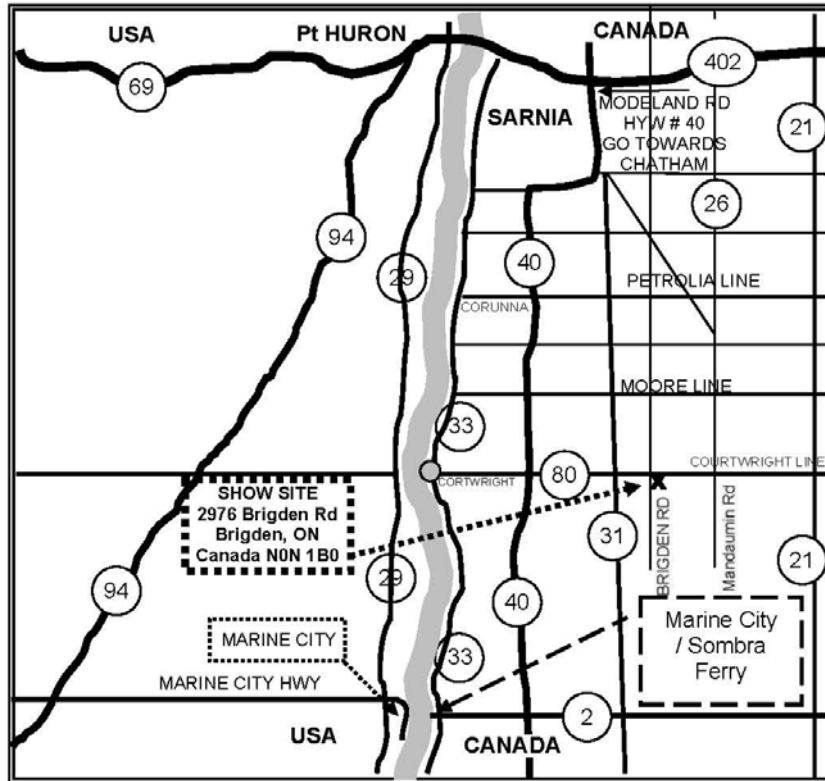 USA
Pt HURON
CANADA
402
69
SARNIA
MODELAND RD
HYW # 40
GO TOWARDS
CHATHAM
21
26
94
29
40
PETROLIA LINE
CORUNNA
MOORE LINE
33
COURTWRIGHT LINE
80
CORTWRIGHT
SHOW SITE
2976 Brigden Rd
Brigden, ON
Canada N0N 1B0
31
BRIGDEN RD
Mandaumin Rd
21
94
29
40
Marine City
/ Sombra
Ferry
MARINE CITY
33
MARINE CITY HWY
2
USA
CANADA